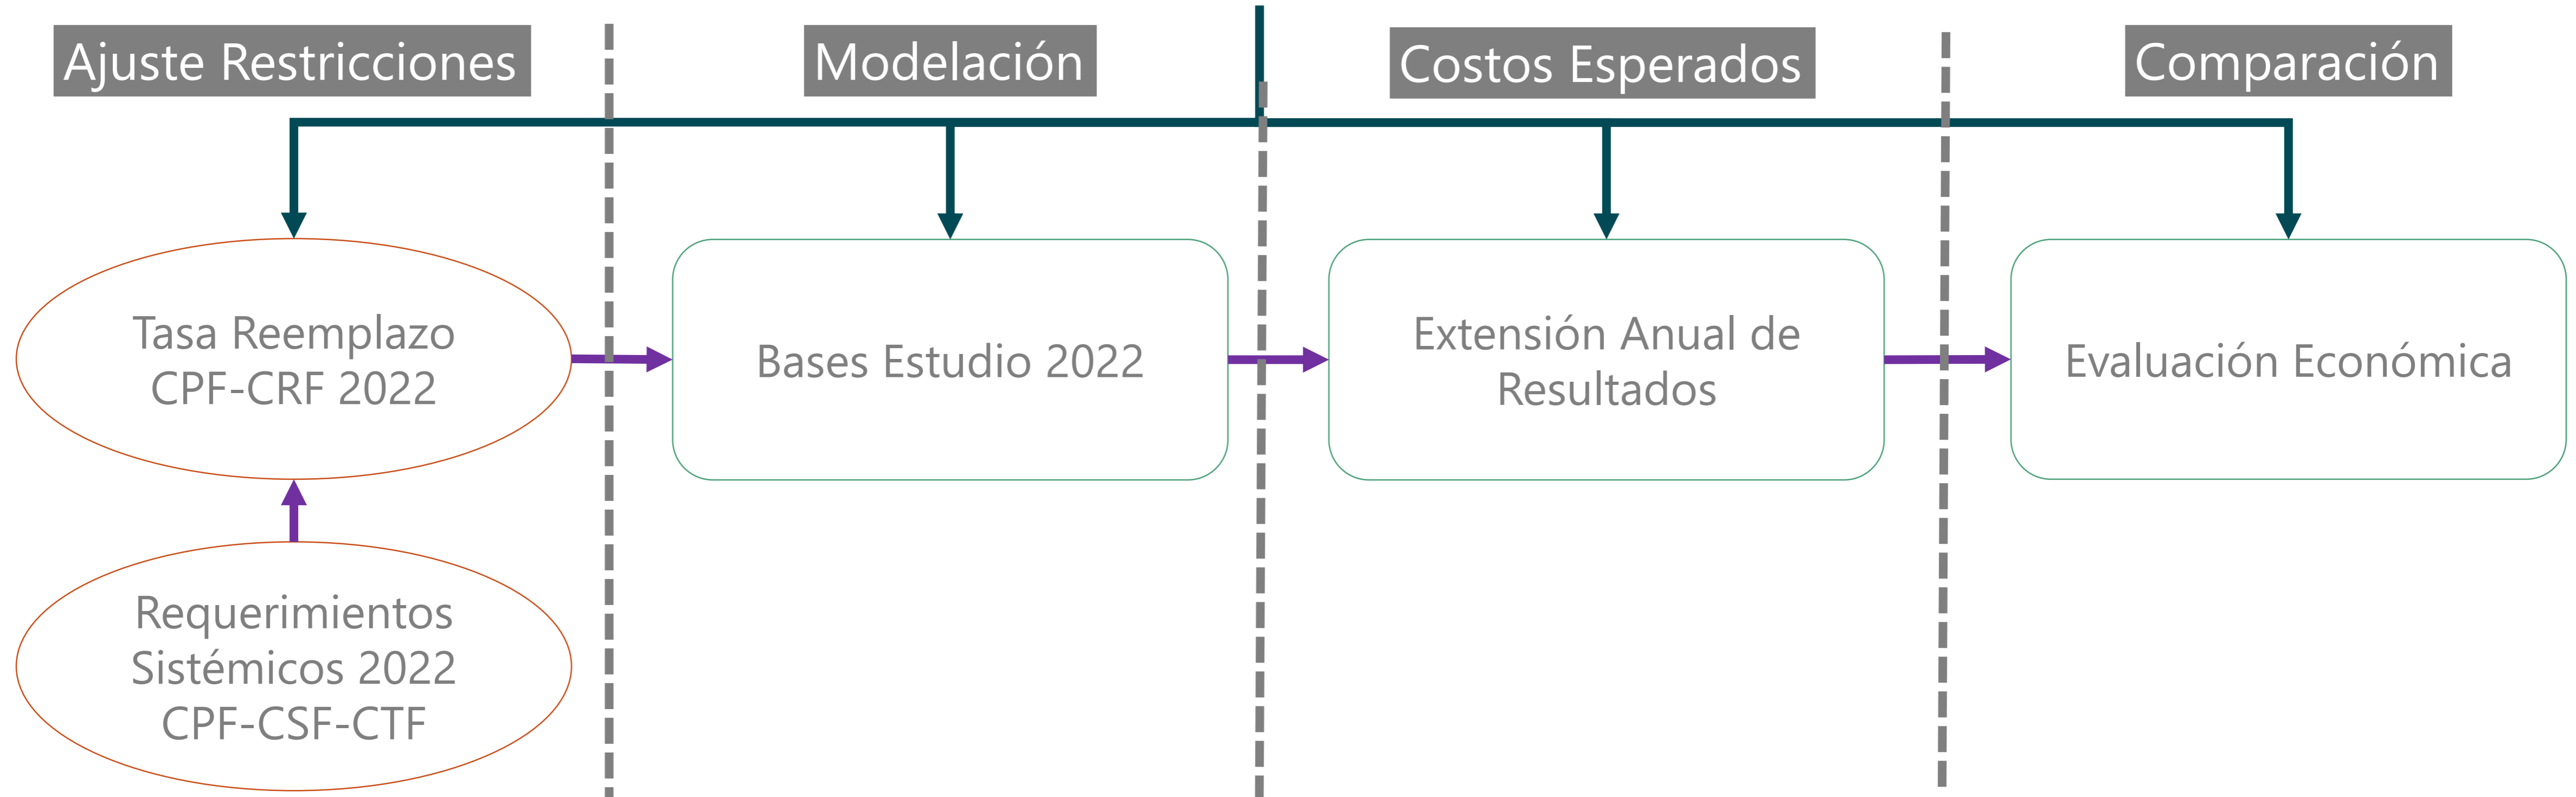 Ajuste Restricciones
Modelación
Costos Esperados
Comparación
Tasa Reemplazo
CPF-CRF 2022
Bases Estudio 2022
Extensión Anual de
Resultados
Evaluación Económica
Requerimientos
Sistémicos 2022
CPF-CSF-CTF